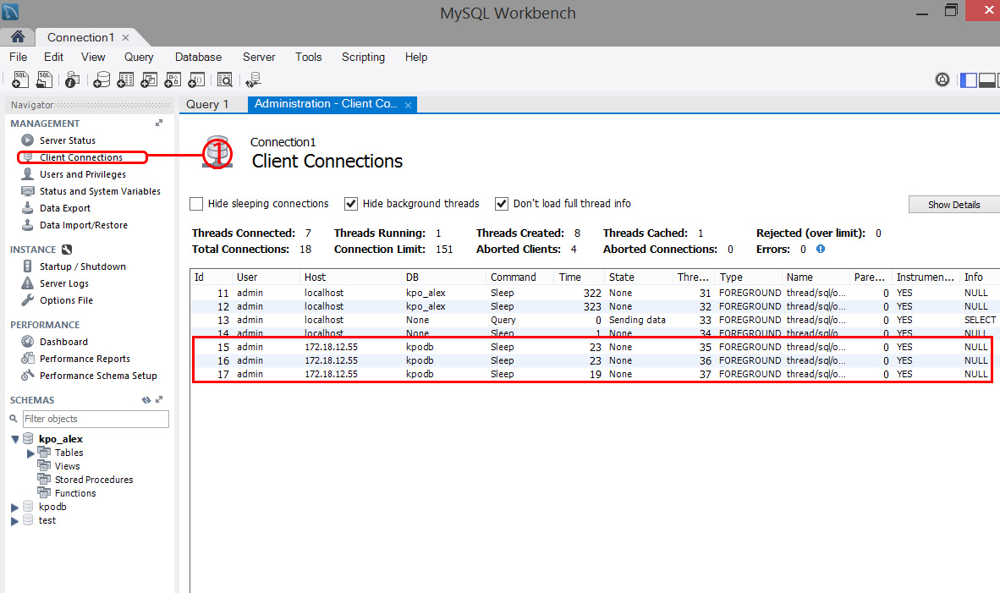 MySQL Workbench
Connection1
File Edit View Query Database Server Tools Scripting Help
Navigator
MANAGEMENT
Server Status
Client Connections
Users and Privileges
Status and System Variables
Data Export
Data Import/Restore
INSTANCE
Startup / Shutdown
Server Logs
Options File
PERFORMANCE
Dashboard
Performance Reports
Performance Schema Setup
SCHEMAS
Filter objects
kpo_alex
Tables
Views
Stored Procedures
Functions
kpodb
test
Query 1 Administration - Client Co...
1
Connection1
Client Connections
Hide sleeping connections Hide background threads Don't load full thread info Show Details
Threads Connected: 7 Threads Running: 1 Threads Created: 8 Threads Cached: 1 Rejected (over limit): 0
Total Connections: 18 Connection Limit: 151 Aborted Clients: 4 Aborted Connections: 0 Errors: 0
Id User Host DB Command Time State Thre... Type Name Pare... Instrumen... Info
11 admin localhost kpo_alex Sleep 322 None 31 FOREGROUND thread/sql/o... 0 YES NULL
12 admin localhost kpo_alex Sleep 323 None 32 FOREGROUND thread/sql/o... 0 YES NULL
13 admin localhost None Query 0 Sending data 33 FOREGROUND thread/sql/o... 0 YES SELECT
14 admin localhost None Sleep 1 None 34 FOREGROUND thread/sql/o... 0 YES NULL
15 admin 172.18.12.55 kpodb Sleep 23 None 35 FOREGROUND thread/sql/o... 0 YES NULL
16 admin 172.18.12.55 kpodb Sleep 23 None 36 FOREGROUND thread/sql/o... 0 YES NULL
17 admin 172.18.12.55 kpodb Sleep 19 None 37 FOREGROUND thread/sql/o... 0 YES NULL